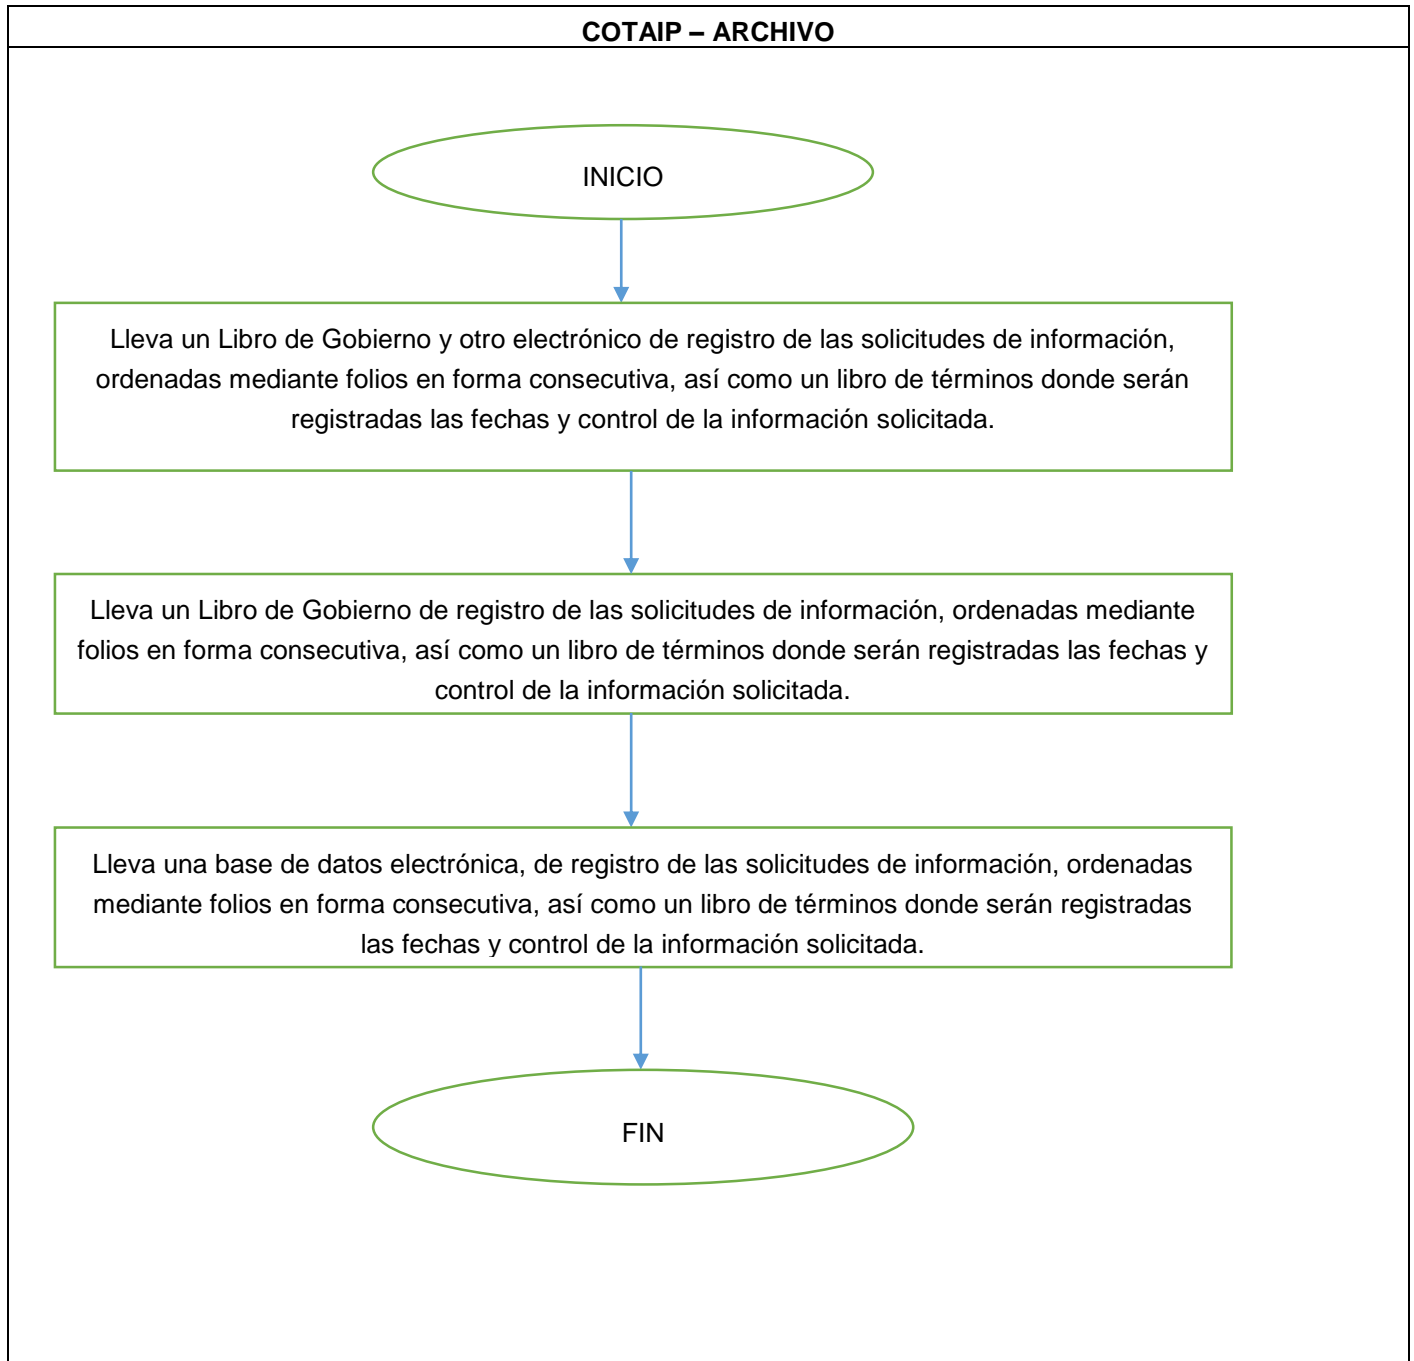 COTAIP – ARCHIVO
INICIO
Lleva un Libro de Gobierno y otro electrónico de registro de las solicitudes de información,
ordenadas mediante folios en forma consecutiva, así como un libro de términos donde serán
registradas las fechas y control de la información solicitada.
Lleva un Libro de Gobierno de registro de las solicitudes de información, ordenadas mediante
folios en forma consecutiva, así como un libro de términos donde serán registradas las fechas y
control de la información solicitada.
Lleva una base de datos electrónica, de registro de las solicitudes de información, ordenadas
mediante folios en forma consecutiva, así como un libro de términos donde serán registradas
las fechas y control de la información solicitada.
FIN